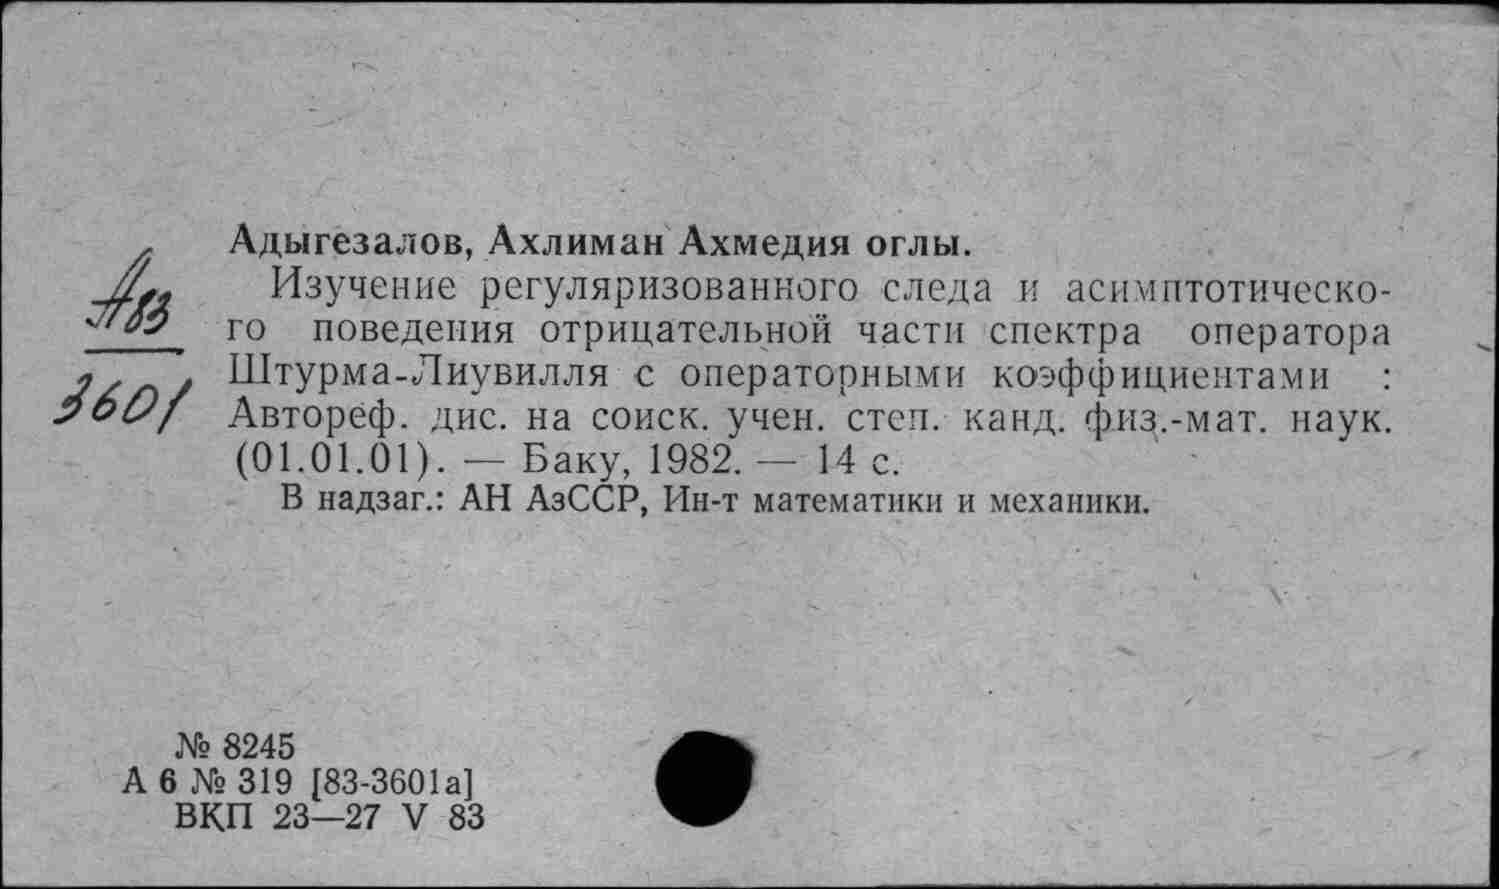 Адыгезалов, Ахлиман Ахмедия оглы.
Изучение регуляризованного следа и асимптотическо-
го поведения отрицательной части спектра оператора
Штурма-Лиувилля с операторными коэффициентами :
Автореф. дис. на соиск. учен. степ. канд. физ.-мат. наук.
(01.01.01). — Баку, 1982. — 14 с.
В надзаг.: АН АзССР, Ин-т математики и механики.
3601
№ 8245
А 6 № 319 [83-3601а]
ВКП 23—27 V 83